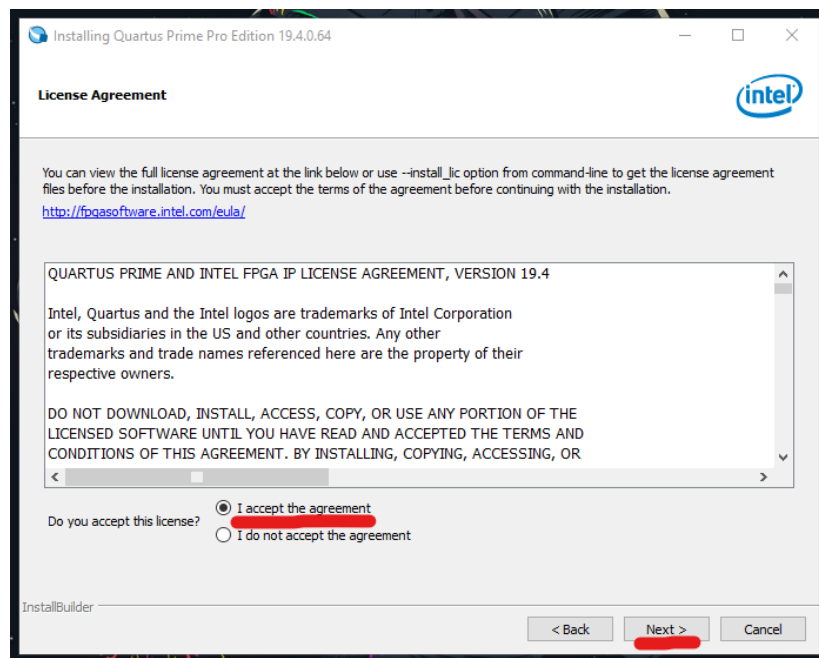 Installing Quartus Prime Pro Edition 19.4.0.64
License Agreement
intel
You can view the full license agreement at the link below or use --install_lic option from command-line to get the license agreement
files before the installation. You must accept the terms of the agreement before continuing with the installation.
http://fpgasoftware.intel.com/eula/
QUARTUS PRIME AND INTEL FPGA IP LICENSE AGREEMENT, VERSION 19.4
Intel, Quartus and the Intel logos are trademarks of Intel Corporation
or its subsidiaries in the US and other countries. Any other
trademarks and trade names referenced here are the property of their
respective owners.
DO NOT DOWNLOAD, INSTALL, ACCESS, COPY, OR USE ANY PORTION OF THE
LICENSED SOFTWARE UNTIL YOU HAVE READ AND ACCEPTED THE TERMS AND
CONDITIONS OF THIS AGREEMENT. BY INSTALLING, COPYING, ACCESSING, OR
Do you accept this license?
I accept the agreement
I do not accept the agreement
InstallBuilder
< Back
Next >
Cancel